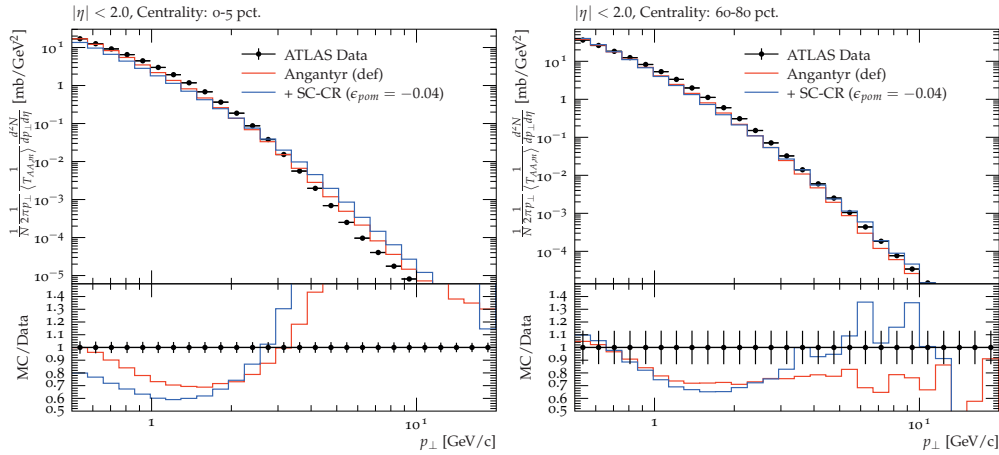 |η| < 2.0, Centrality: 0-5 pct.
ATLAS Data
Angantyr (def)
+ SC-CR (ϵ_pom = −0.04)
1/N 1/2πp⊥ 1/⟨T_AA,m⟩ d²N/dp⊥dη [mb/GeV²]
10¹
1
10⁻¹
10⁻²
10⁻³
10⁻⁴
10⁻⁵
MC/Data
1.4
1.3
1.2
1.1
1
0.9
0.8
0.7
0.6
0.5
1
10¹
p⊥ [GeV/c]
|η| < 2.0, Centrality: 60-80 pct.
ATLAS Data
Angantyr (def)
+ SC-CR (ϵ_pom = −0.04)
1/N 1/2πp⊥ 1/⟨T_AA,m⟩ d²N/dp⊥dη [mb/GeV²]
10¹
1
10⁻¹
10⁻²
10⁻³
10⁻⁴
MC/Data
1.4
1.3
1.2
1.1
1
0.9
0.8
0.7
0.6
0.5
1
10¹
p⊥ [GeV/c]